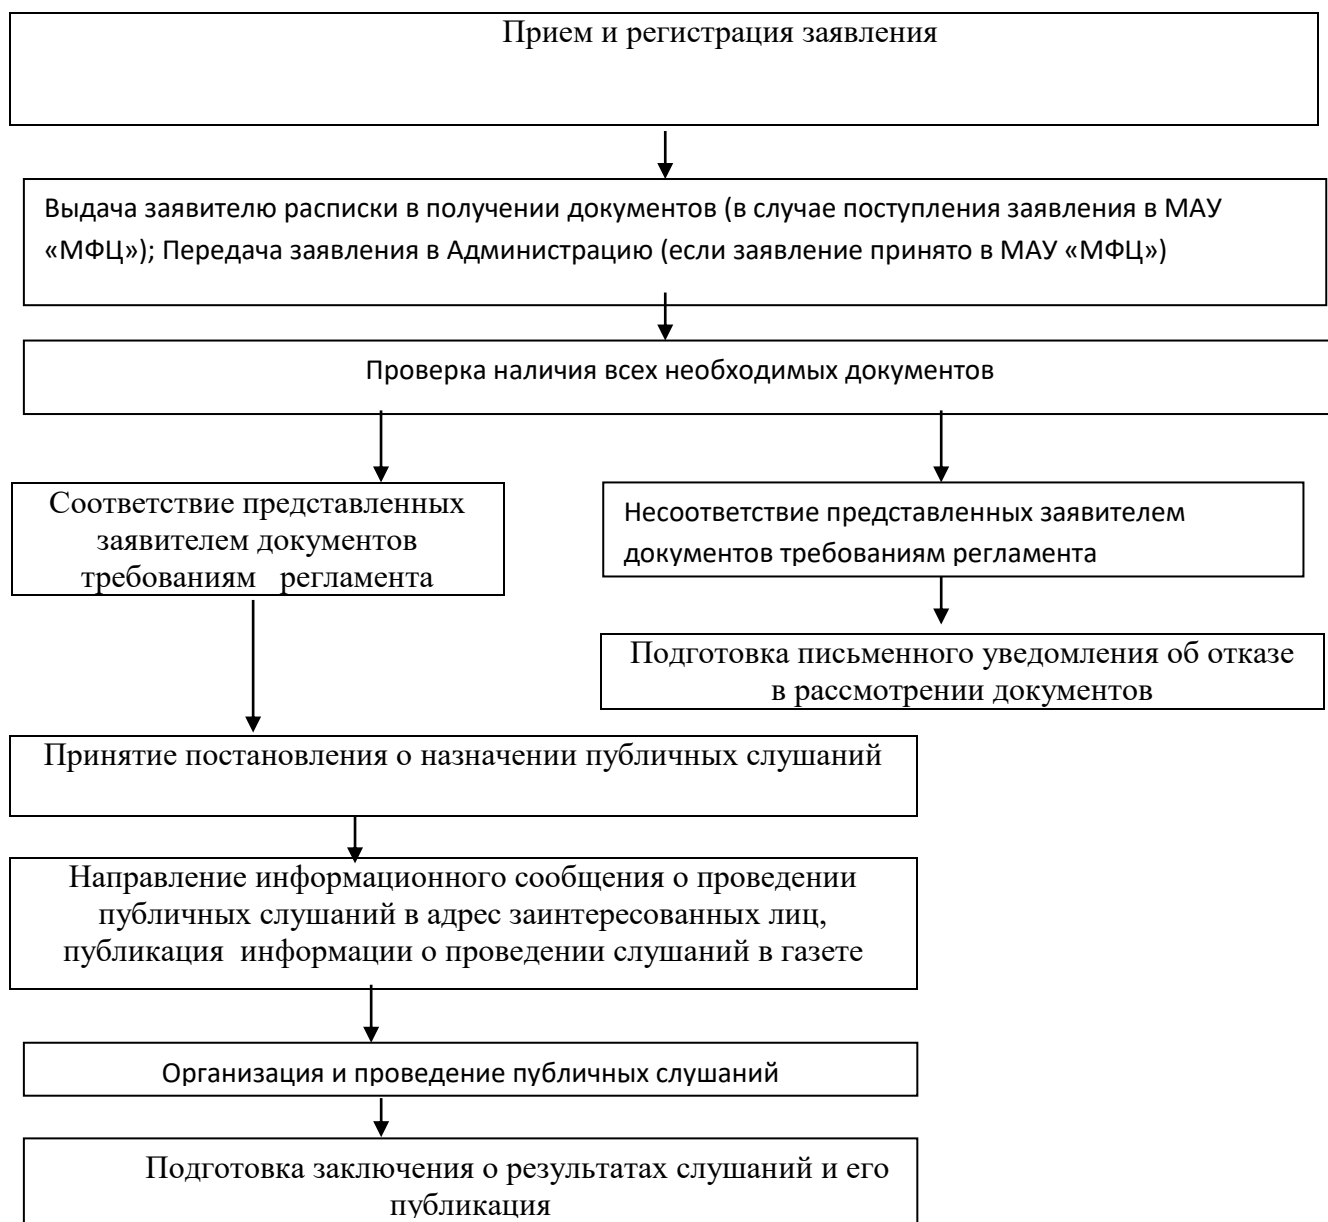 Прием и регистрация заявления
Выдача заявителю расписки в получении документов (в случае поступления заявления в МАУ
«МФЦ»); Передача заявления в Администрацию (если заявление принято в МАУ «МФЦ»)
Проверка наличия всех необходимых документов
Соответствие представленных
заявителем документов
требованиям регламента
Несоответствие представленных заявителем
документов требованиям регламента
Подготовка письменного уведомления об отказе
в рассмотрении документов
Принятие постановления о назначении публичных слушаний
Направление информационного сообщения о проведении
публичных слушаний в адрес заинтересованных лиц,
публикация информации о проведении слушаний в газете
Организация и проведение публичных слушаний
Подготовка заключения о результатах слушаний и его
публикация